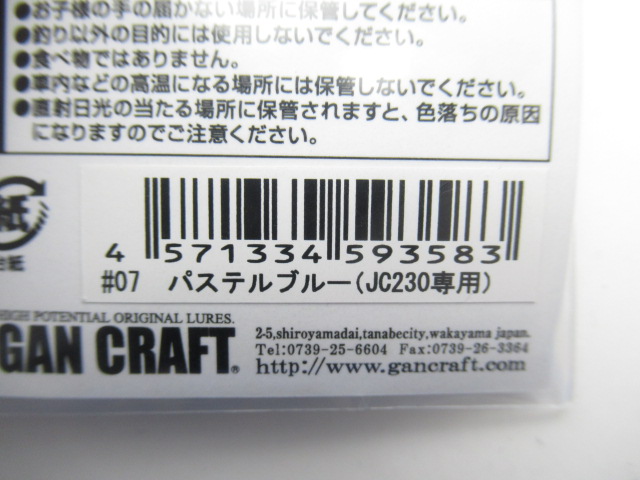 ●お子様の手の届かない場所に保管してください。
●釣り以外の目的には使用しないでください。
●食べ物ではありません。
●車内などの高温になる場所には保管しないでください。
●直射日光の当たる場所に保管されますと、色落ちの原因
になりますのでご注意ください。
紙
台紙
4 571334 593583
#07 パステルブルー(JC230専用)
HIGH POTENTIAL ORIGINAL LURES.
GAN CRAFT®
2-5,shiroyamadai,tanabecity,wakayama japan.
Tel:0739-25-6604 Fax:0739-26-3364
http://www.gancraft.com